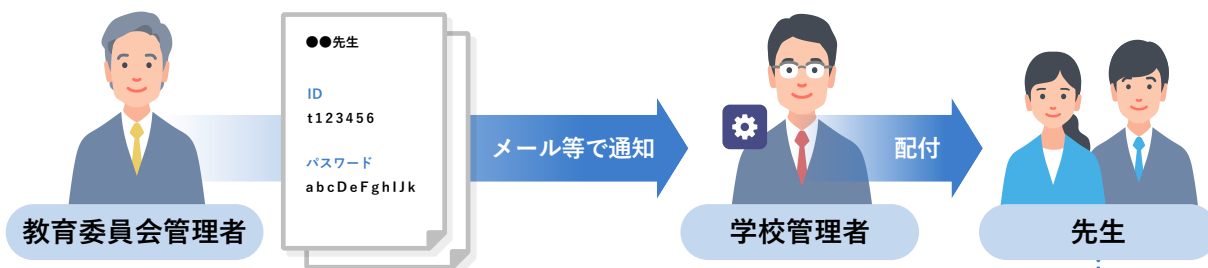 ●●先生
ID
t123456
パスワード
abcDeFghIJk
メール等で通知
配付
教育委員会管理者
学校管理者
先生